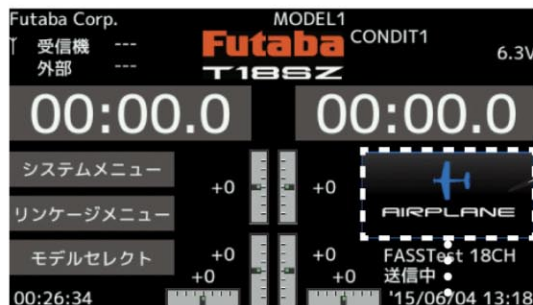 Futaba Corp.
MODEL1
受信機 ---
外部 ---
Futaba
T18SZ
CONDIT1
6.3V
00:00.0
00:00.0
システムメニュー
リンケージメニュー
モデルセレクト
+0
+0
AIRPLANE
+0
+0
+0
+0
FASSTest 18CH
送信中
00:26:34
'15/06/04 13:18